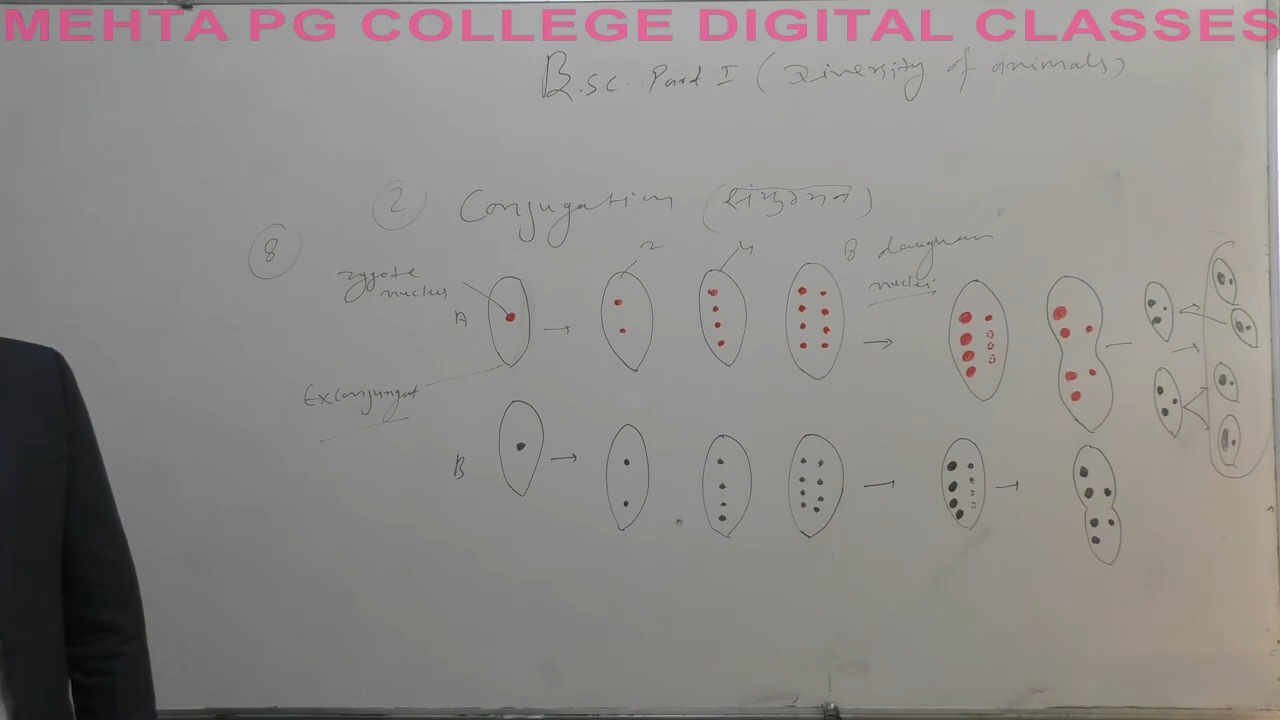 MEHTA PG COLLEGE DIGITAL CLASSES
B.sc. Part I (Diversity of animals)
2 Conjugation (संयुग्मन)
8
zygote
nucleus
2
4
8 daughter
nuclei
A
Exconjugat
B